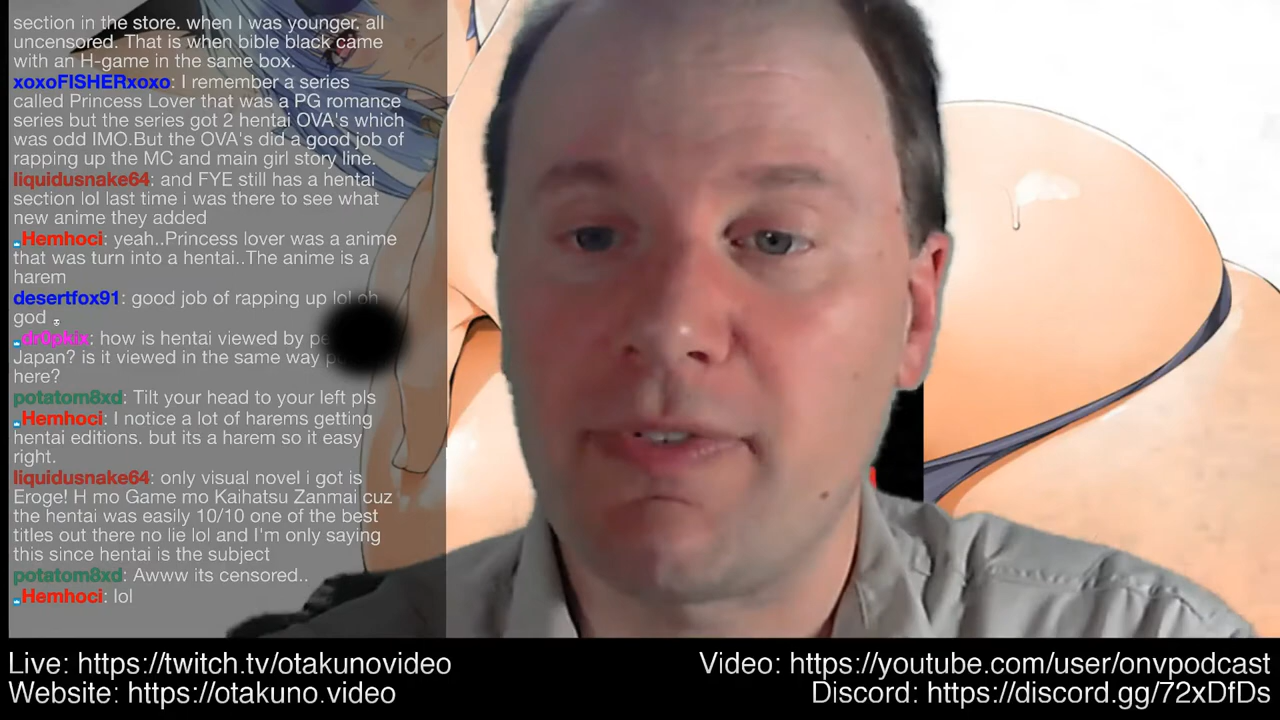 section in the store. when I was younger. all
uncensored. That is when bible black came
with an H-game in the same box.
xoxoFISHERxoxo: I remember a series
called Princess Lover that was a PG romance
series but the series got 2 hentai OVA's which
was odd IMO.But the OVA's did a good job of
rapping up the MC and main girl story line.
liquidusnake64: and FYE still has a hentai
section lol last time i was there to see what
new anime they added
Hemhoci: yeah..Princess lover was a anime
that was turn into a hentai..The anime is a
harem
desertfox91: good job of rapping up lol oh
god
dr0pkix: how is hentai viewed by
Japan? is it viewed in the same way
here?
potatom8xd: Tilt your head to your left pls
Hemhoci: I notice a lot of harems getting
hentai editions. but its a harem so it easy
right.
liquidusnake64: only visual novel i got is
Eroge! H mo Game mo Kaihatsu Zanmai cuz
the hentai was easily 10/10 one of the best
titles out there no lie lol and I'm only saying
this since hentai is the subject
potatom8xd: Awww its censored..
Hemhoci: lol
Live: https://twitch.tv/otakunovideo
Website: https://otakuno.video
Video: https://youtube.com/user/onvpodcast
Discord: https://discord.gg/72xDfDs